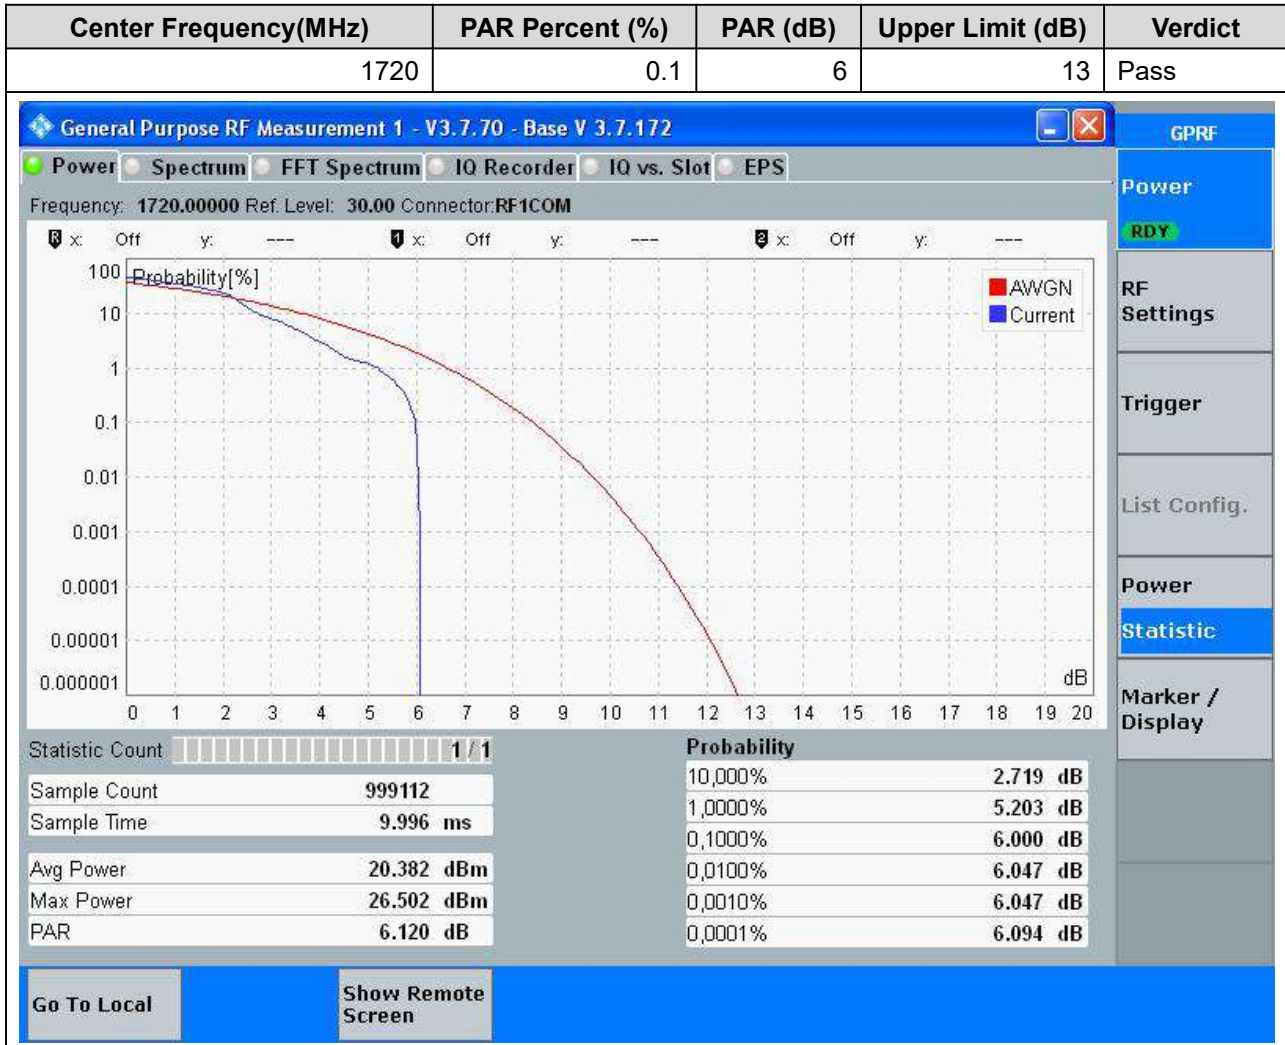 Center Frequency(MHz) PAR Percent (%) PAR (dB) Upper Limit (dB) Verdict
1720 0.1 6 13 Pass
General Purpose RF Measurement 1 - V3.7.70 - Base V 3.7.172
GPRF
Power Spectrum FFT Spectrum IQ Recorder IQ vs. Slot EPS
Power
RDY
Frequency: 1720.00000 Ref. Level: 30.00 Connector:RF1COM
R x: Off y: --- 1 x: Off y: --- 2 x: Off y: ---
Probability[%]
100
10
1
0.1
0.01
0.001
0.0001
0.00001
0.000001
AWGN
Current
dB
0 1 2 3 4 5 6 7 8 9 10 11 12 13 14 15 16 17 18 19 20
RF
Settings
Trigger
List Config.
Power
Statistic
Marker /
Display
Statistic Count 1 / 1
Sample Count 999112
Sample Time 9.996 ms
Avg Power 20.382 dBm
Max Power 26.502 dBm
PAR 6.120 dB
Probability
10,000% 2.719 dB
1,0000% 5.203 dB
0,1000% 6.000 dB
0,0100% 6.047 dB
0,0010% 6.047 dB
0,0001% 6.094 dB
Go To Local
Show Remote
Screen